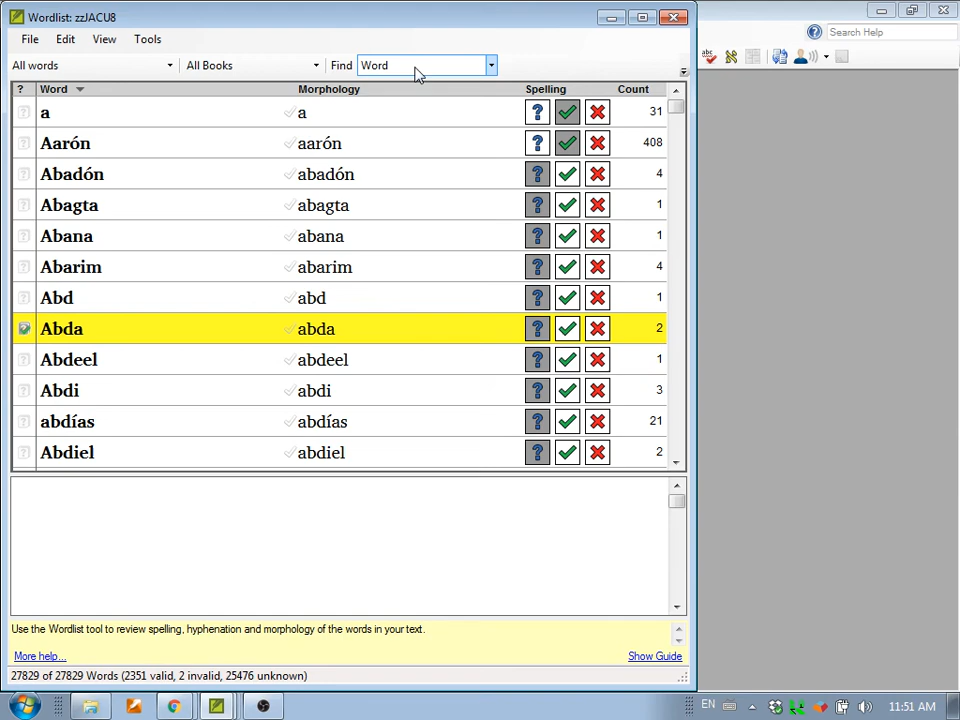 Wordlist: zzJACU8
File Edit View Tools
Search Help
All words All Books Find Word
? Word Morphology Spelling Count
a a 31
Aarón aarón 408
Abadón abadón 4
Abagta abagta 1
Abana abana 1
Abarim abarim 4
Abd abd 1
Abda abda 2
Abdeel abdeel 1
Abdi abdi 3
abdías abdías 21
Abdiel abdiel 2
Use the Wordlist tool to review spelling, hyphenation and morphology of the words in your text.
More help... Show Guide
27829 of 27829 Words (2351 valid, 2 invalid, 25476 unknown)
EN 11:51 AM